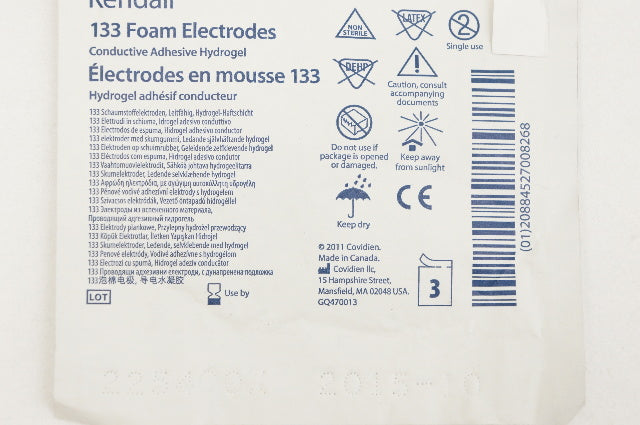 Kendall
133 Foam Electrodes
Conductive Adhesive Hydrogel
Électrodes en mousse 133
Hydrogel adhésif conducteur
133 Schaumstoffelektroden, Leitfähig, Hydrogel-Haftschicht
133 Elettrodi in schiuma, Idrogel adesivo conduttivo
133 Electrodos de espuma, Hidrogel adhesivo conductor
133 elektroder med skumgummi, Ledande självhäftande hydrogel
133 Elektroden op schuimrubber, Geleidende zelfklevende hydrogel
133 Eléctrodos com espuma, Hidrogel adesivo condutor
133 Vaahtomuovielektrodit, Sähköä johtava hydrogeeliliitarra
133 Skumelektroder, Ledende selvklæbende hydrogel
133 Αφρώδη ηλεκτρόδια, με αγώγιμη αυτοκόλλητη υδρογέλη
133 Pěnové vodivé adhezivní elektrody s hydrogelem
133 Szivacsos elektródák, Vezető öntapadó hidrogéllel
133 Электроды из вспененного материала,
Проводящий адгезивный гидрогель
133 Elektrody piankowe, Przylepny hydrożel przewodzący
133 Köpük Elektrotlar, İletken Yapışkan Hidrojel
133 Skumelektroder, Ledende, selvklebende med hydrogel
133 Penové elektródy, Vodivé adhezívne s hydrogélom
133 Electrozi cu spumă, Hidrogel adeziv conductor
133 Проводящи адхезивни електроди, с дунапренена подложка
133泡棉电极, 导电水凝胶
LOT
Use by
NON
STERILE
LATEX
2
Single use
DEHP
Caution, consult
accompanying
documents
Do not use if
package is opened
or damaged.
Keep away
from sunlight
Keep dry
CE
© 2011 Covidien.
Made in Canada.
Covidien llc,
15 Hampshire Street,
Mansfield, MA 02048 USA.
GQ470013
3
(01)20884527008268
2015-10